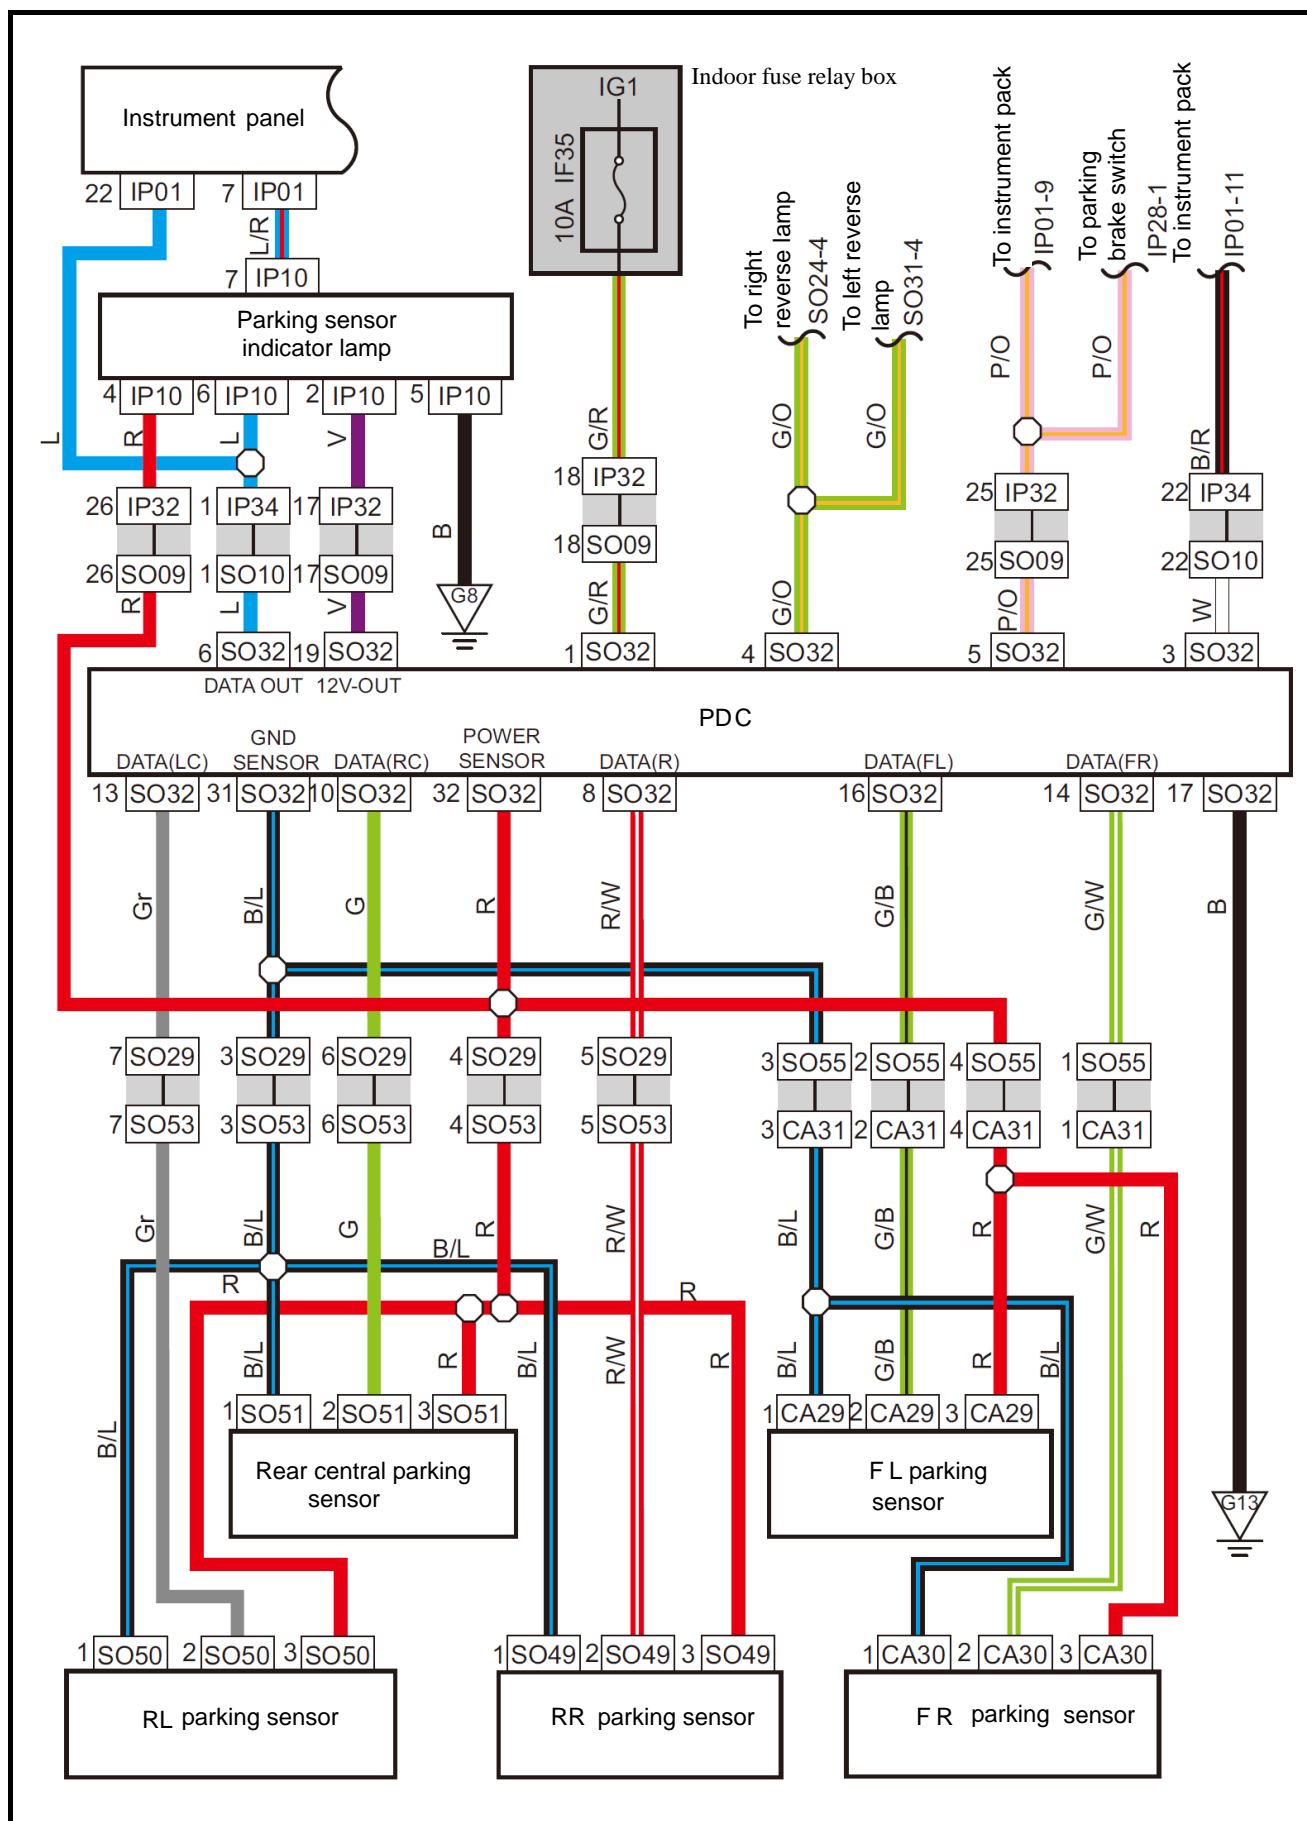 Instrument panel
Indoor fuse relay box
IG1
10A IF35
22 IP01
7 IP01
L/R
7 IP10
Parking sensor
indicator lamp
4 IP10
6 IP10
2 IP10
5 IP10
To right
reverse lamp
SO24-4
To left reverse
lamp
SO31-4
To instrument pack
IP01-9
To parking
brake switch
IP28-1
To instrument pack
IP01-11
L
R
L
V
B
G/R
G/O
G/O
P/O
P/O
B/R
26 IP32
1 IP34
17 IP32
18 IP32
25 IP32
22 IP34
26 SO09
1 SO10
17 SO09
18 SO09
25 SO09
22 SO10
R
L
V
G8
G/R
G/O
P/O
W
6 SO32
19 SO32
1 SO32
4 SO32
5 SO32
3 SO32
DATA OUT
12V-OUT
PDC
DATA(LC)
GND
SENSOR
DATA(RC)
POWER
SENSOR
DATA(R)
DATA(FL)
DATA(FR)
13 SO32
31 SO32
10 SO32
32 SO32
8 SO32
16 SO32
14 SO32
17 SO32
Gr
B/L
G
R
R/W
G/B
G/W
B
7 SO29
3 SO29
6 SO29
4 SO29
5 SO29
3 SO55
2 SO55
4 SO55
1 SO55
7 SO53
3 SO53
6 SO53
4 SO53
5 SO53
3 CA31
2 CA31
4 CA31
1 CA31
Gr
B/L
G
R
R/W
B/L
G/B
R
G/W
R
B/L
R
R
B/L
B/L
R
B/L
R/W
R
B/L
G/B
R
B/L
1 SO51
2 SO51
3 SO51
1 CA29
2 CA29
3 CA29
Rear central parking
sensor
F L parking
sensor
G13
1 SO50
2 SO50
3 SO50
1 SO49
2 SO49
3 SO49
1 CA30
2 CA30
3 CA30
RL parking sensor
RR parking sensor
F R parking sensor